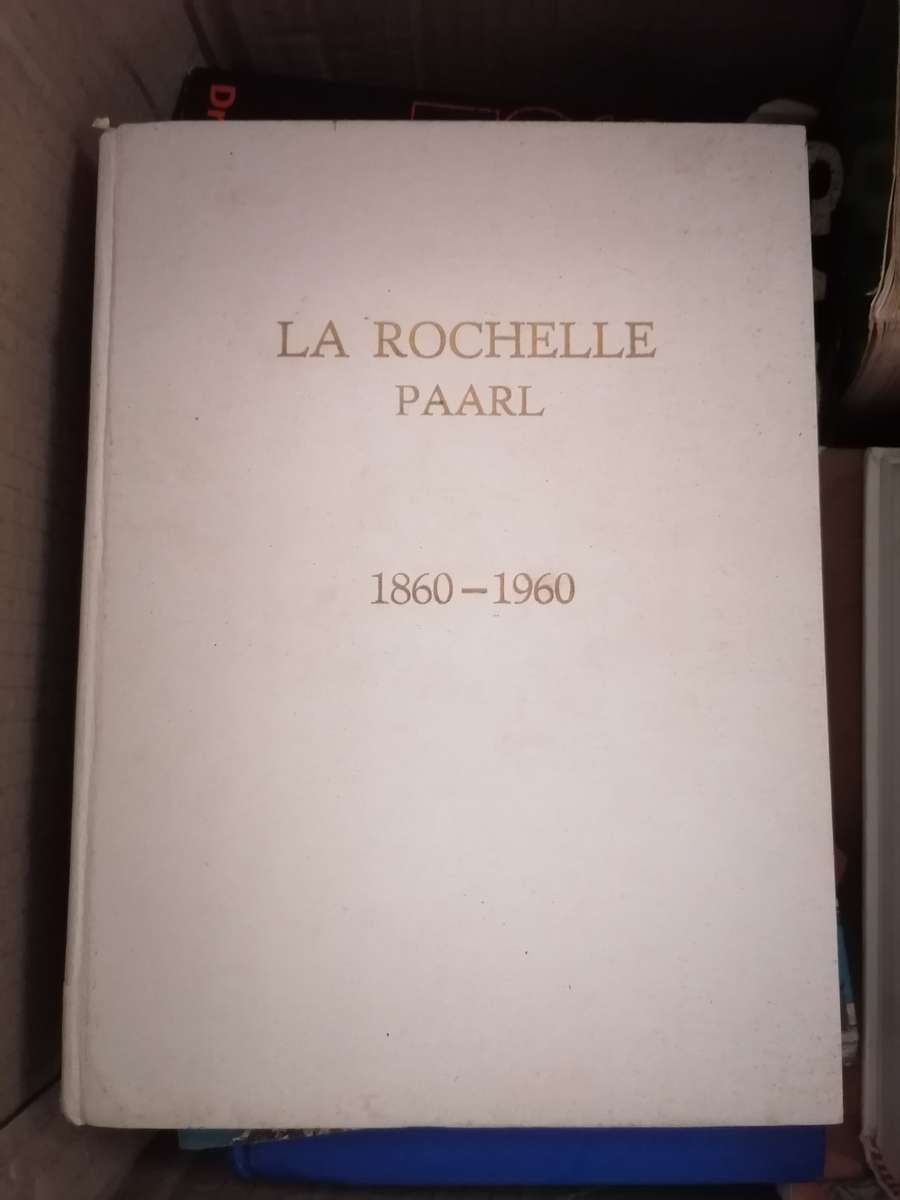 LA ROCHELLE
PAARL
1860 – 1960